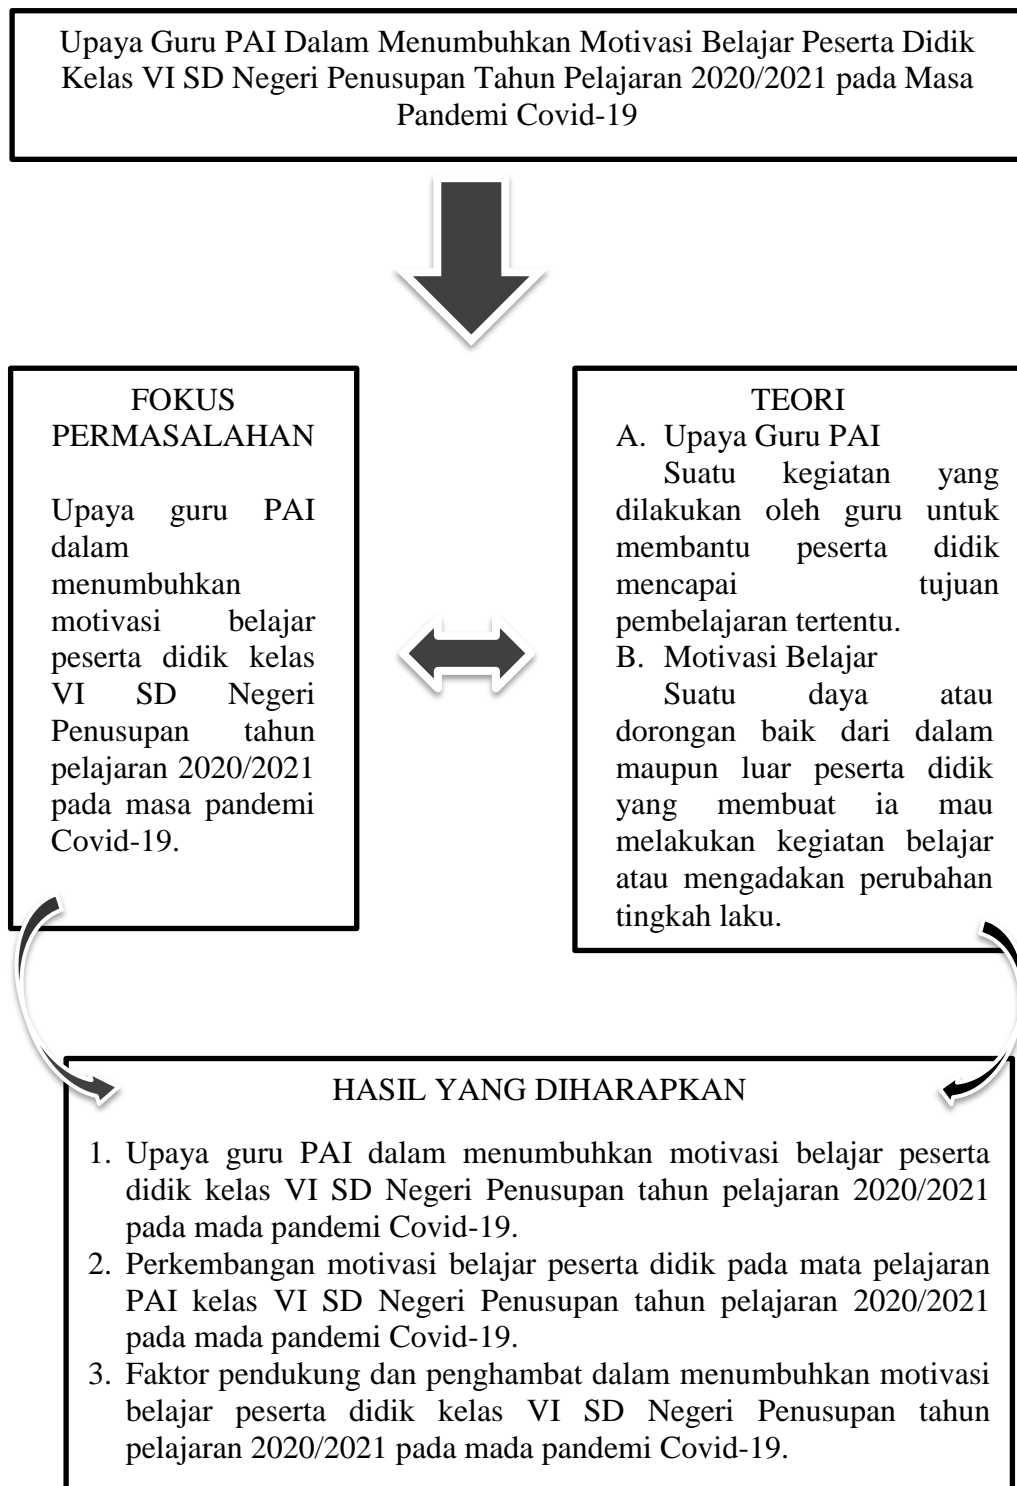 Upaya Guru PAI Dalam Menumbuhkan Motivasi Belajar Peserta Didik
Kelas VI SD Negeri Penusupan Tahun Pelajaran 2020/2021 pada Masa
Pandemi Covid-19
FOKUS
PERMASALAHAN
Upaya guru PAI
dalam
menumbuhkan
motivasi belajar
peserta didik kelas
VI SD Negeri
Penusupan tahun
pelajaran 2020/2021
pada masa pandemi
Covid-19.
TEORI
A. Upaya Guru PAI
Suatu kegiatan yang
dilakukan oleh guru untuk
membantu peserta didik
mencapai tujuan
pembelajaran tertentu.
B. Motivasi Belajar
Suatu daya atau
dorongan baik dari dalam
maupun luar peserta didik
yang membuat ia mau
melakukan kegiatan belajar
atau mengadakan perubahan
tingkah laku.
HASIL YANG DIHARAPKAN
1. Upaya guru PAI dalam menumbuhkan motivasi belajar peserta
didik kelas VI SD Negeri Penusupan tahun pelajaran 2020/2021
pada mada pandemi Covid-19.
2. Perkembangan motivasi belajar peserta didik pada mata pelajaran
PAI kelas VI SD Negeri Penusupan tahun pelajaran 2020/2021
pada mada pandemi Covid-19.
3. Faktor pendukung dan penghambat dalam menumbuhkan motivasi
belajar peserta didik kelas VI SD Negeri Penusupan tahun
pelajaran 2020/2021 pada mada pandemi Covid-19.